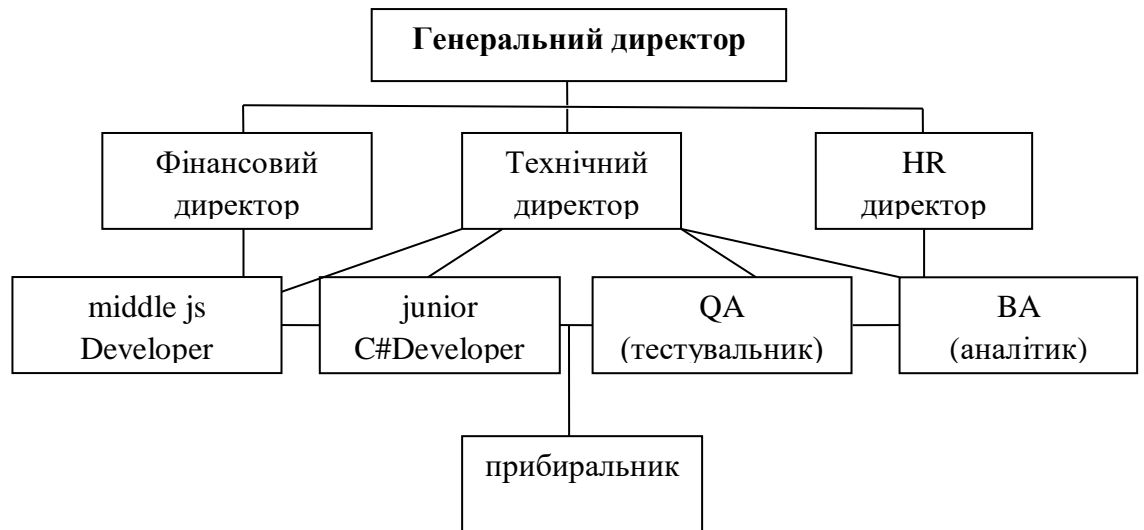 Генеральний директор
Фінансовий
директор
Технічний
директор
HR
директор
middle js
Developer
junior
C#Developer
QA
(тестувальник)
BA
(аналітик)
прибиральник